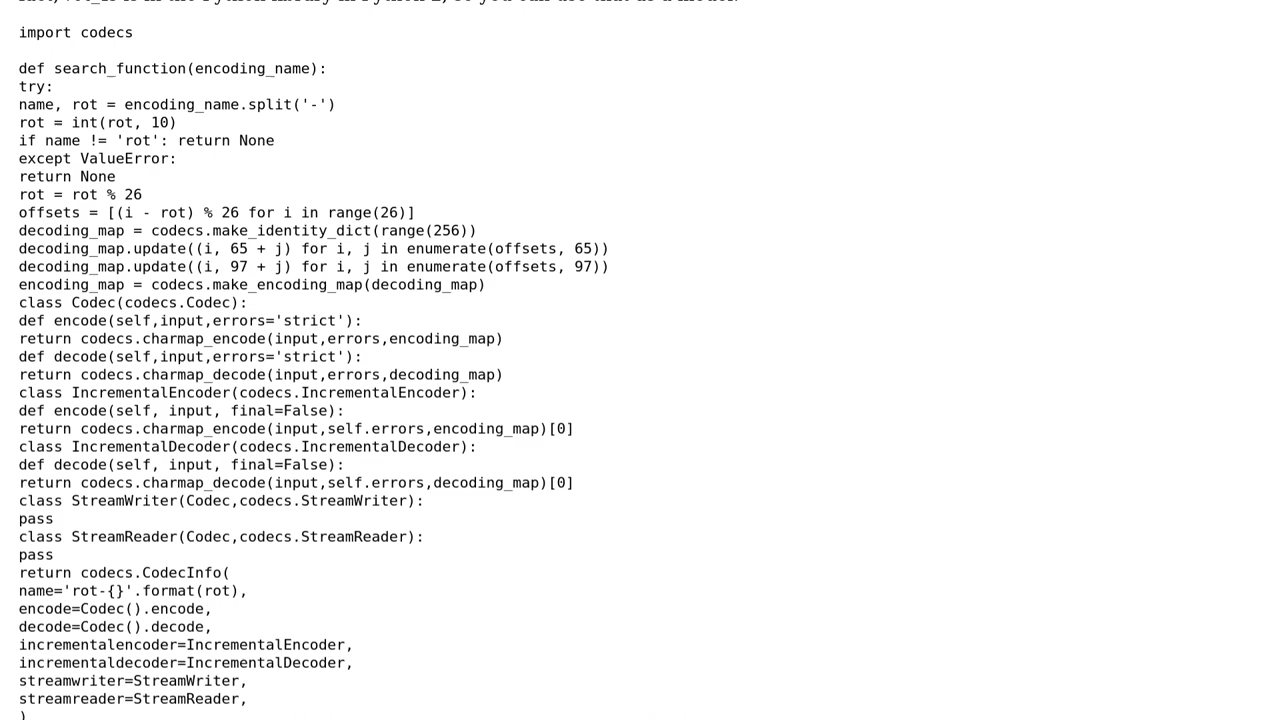 import codecs
def search_function(encoding_name):
try:
name, rot = encoding_name.split('-')
rot = int(rot, 10)
if name != 'rot': return None
except ValueError:
return None
rot = rot % 26
offsets = [(i - rot) % 26 for i in range(26)]
decoding_map = codecs.make_identity_dict(range(256))
decoding_map.update((i, 65 + j) for i, j in enumerate(offsets, 65))
decoding_map.update((i, 97 + j) for i, j in enumerate(offsets, 97))
encoding_map = codecs.make_encoding_map(decoding_map)
class Codec(codecs.Codec):
def encode(self,input,errors='strict'):
return codecs.charmap_encode(input,errors,encoding_map)
def decode(self,input,errors='strict'):
return codecs.charmap_decode(input,errors,decoding_map)
class IncrementalEncoder(codecs.IncrementalEncoder):
def encode(self, input, final=False):
return codecs.charmap_encode(input,self.errors,encoding_map)[0]
class IncrementalDecoder(codecs.IncrementalDecoder):
def decode(self, input, final=False):
return codecs.charmap_decode(input,self.errors,decoding_map)[0]
class StreamWriter(Codec,codecs.StreamWriter):
pass
class StreamReader(Codec,codecs.StreamReader):
pass
return codecs.CodecInfo(
name='rot-{}'.format(rot),
encode=Codec().encode,
decode=Codec().decode,
incrementalencoder=IncrementalEncoder,
incrementaldecoder=IncrementalDecoder,
streamwriter=StreamWriter,
streamreader=StreamReader,
)